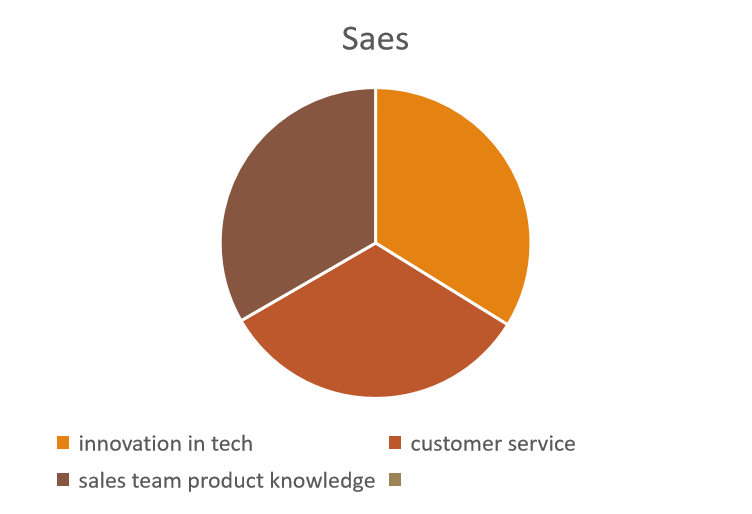 Saes
innovation in tech
customer service
sales team product knowledge